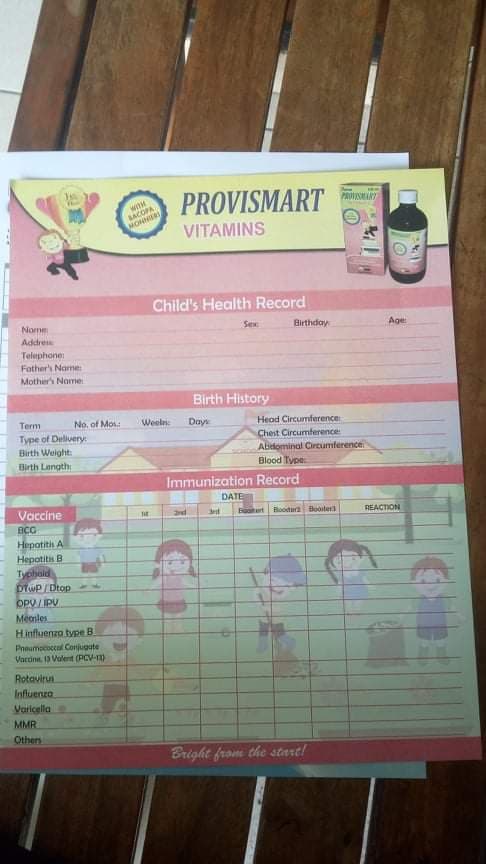 WITH
BACOPA
MONNIERI
PROVISMART
VITAMINS
PROVISMART
Child's Health Record
Name: Sex: Birthday: Age:
Address:
Telephone:
Father's Name:
Mother's Name:
Birth History
Term No. of Mos.: Weeks: Days: Head Circumference:
Type of Delivery: Chest Circumference:
Birth Weight: Abdominal Circumference:
Birth Length: Blood Type:
Immunization Record
DATE
Vaccine 1st 2nd 3rd Booster1 Booster2 Booster3 REACTION
BCG
Hepatitis A
Hepatitis B
Typhoid
DTwP / Dtap
OPV / IPV
Measles
H influenza type B
Pneumococcal Conjugate
Vaccine, 13 Valent (PCV-13)
Rotavirus
Influenza
Varicella
MMR
Others
Bright from the start!